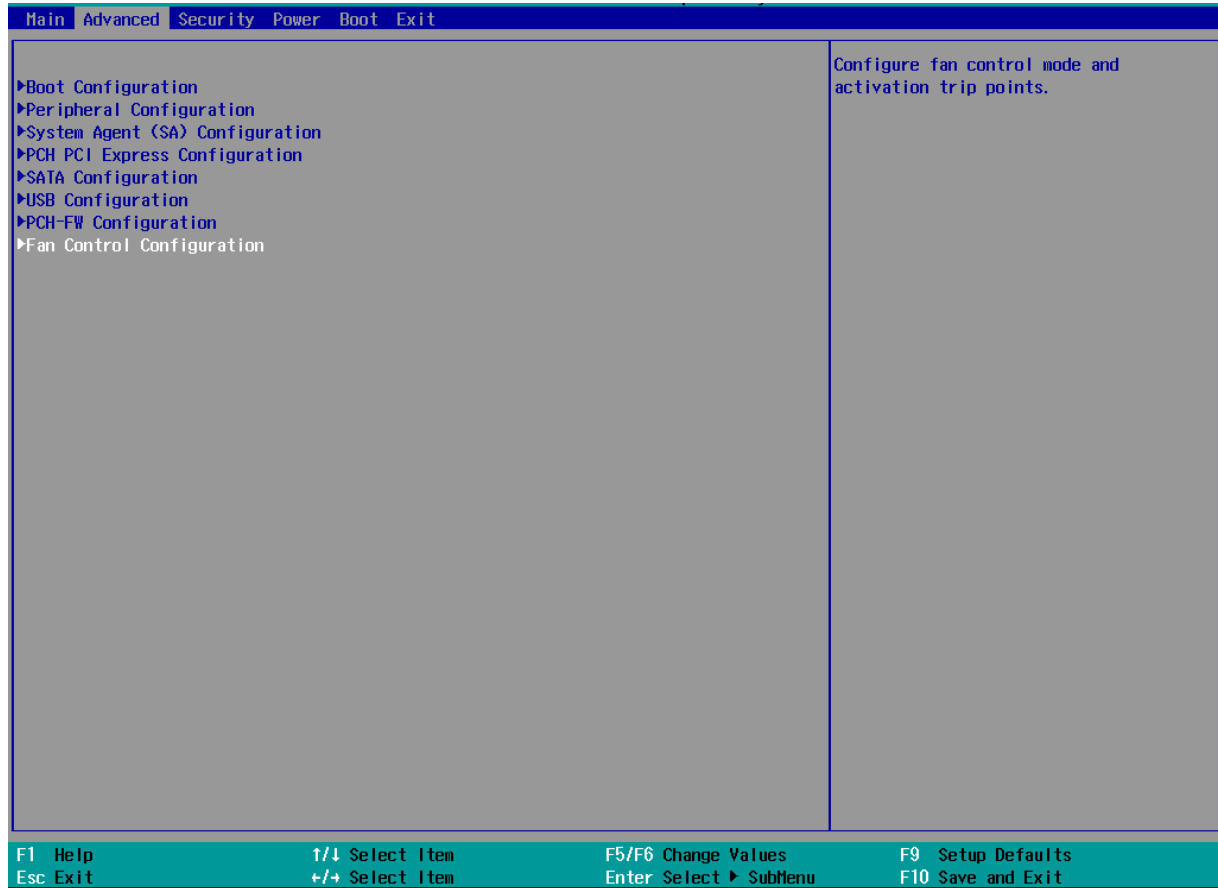 Main Advanced Security Power Boot Exit
Configure fan control mode and
activation trip points.
▶Boot Configuration
▶Peripheral Configuration
▶System Agent (SA) Configuration
▶PCH PCI Express Configuration
▶SATA Configuration
▶USB Configuration
▶PCH-FW Configuration
▶Fan Control Configuration
F1 Help ↑/↓ Select Item F5/F6 Change Values F9 Setup Defaults
Esc Exit ←/→ Select Item Enter Select ▶ SubMenu F10 Save and Exit